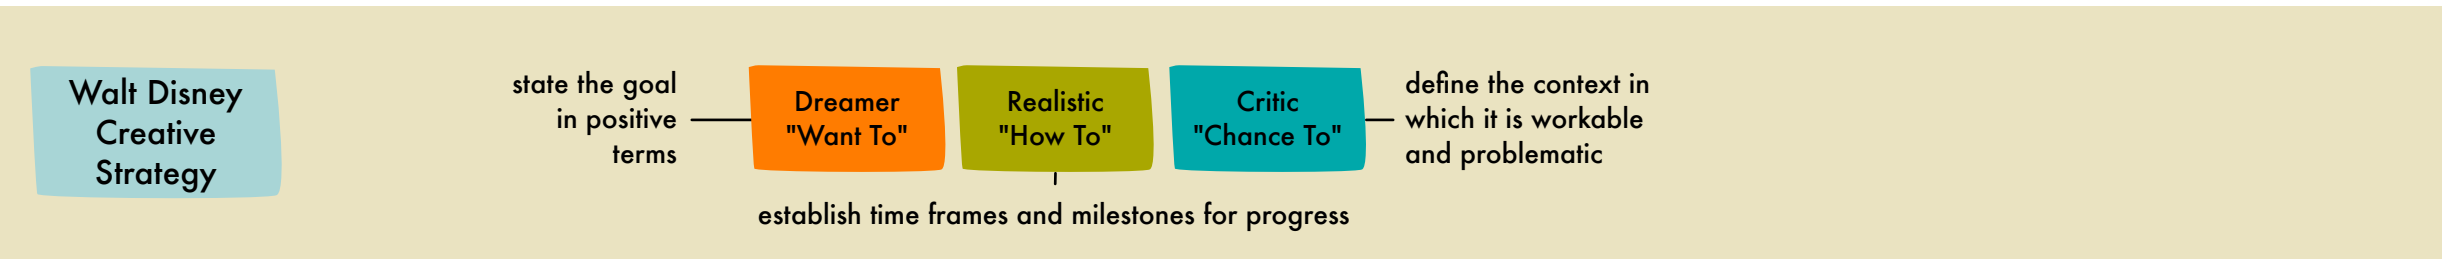 Walt Disney
Creative
Strategy
state the goal
in positive
terms
Dreamer
"Want To"
Realistic
"How To"
Critic
"Chance To"
define the context in
which it is workable
and problematic
establish time frames and milestones for progress